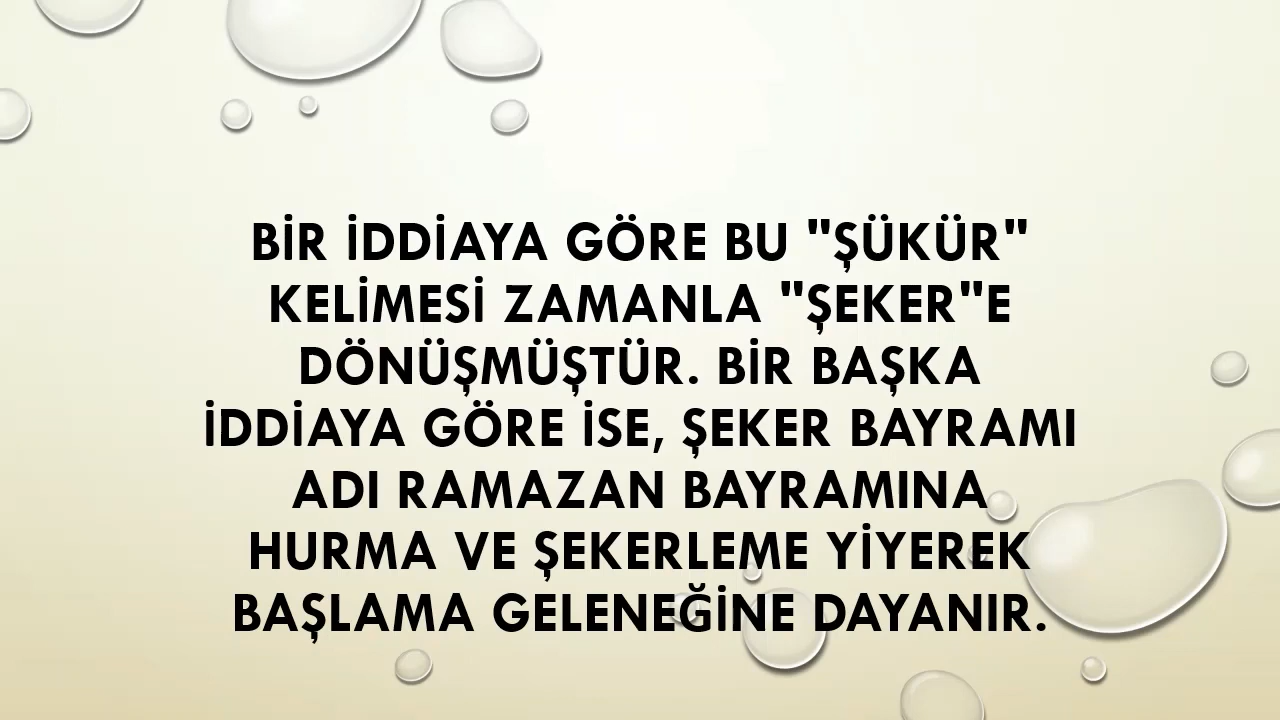 BİR İDDİAYA GÖRE BU "ŞÜKÜR"
KELİMESİ ZAMANLA "ŞEKER"E
DÖNÜŞMÜŞTÜR. BİR BAŞKA
İDDİAYA GÖRE İSE, ŞEKER BAYRAMI
ADI RAMAZAN BAYRAMINA
HURMA VE ŞEKERLEME YİYEREK
BAŞLAMA GELENEĞİNE DAYANIR.